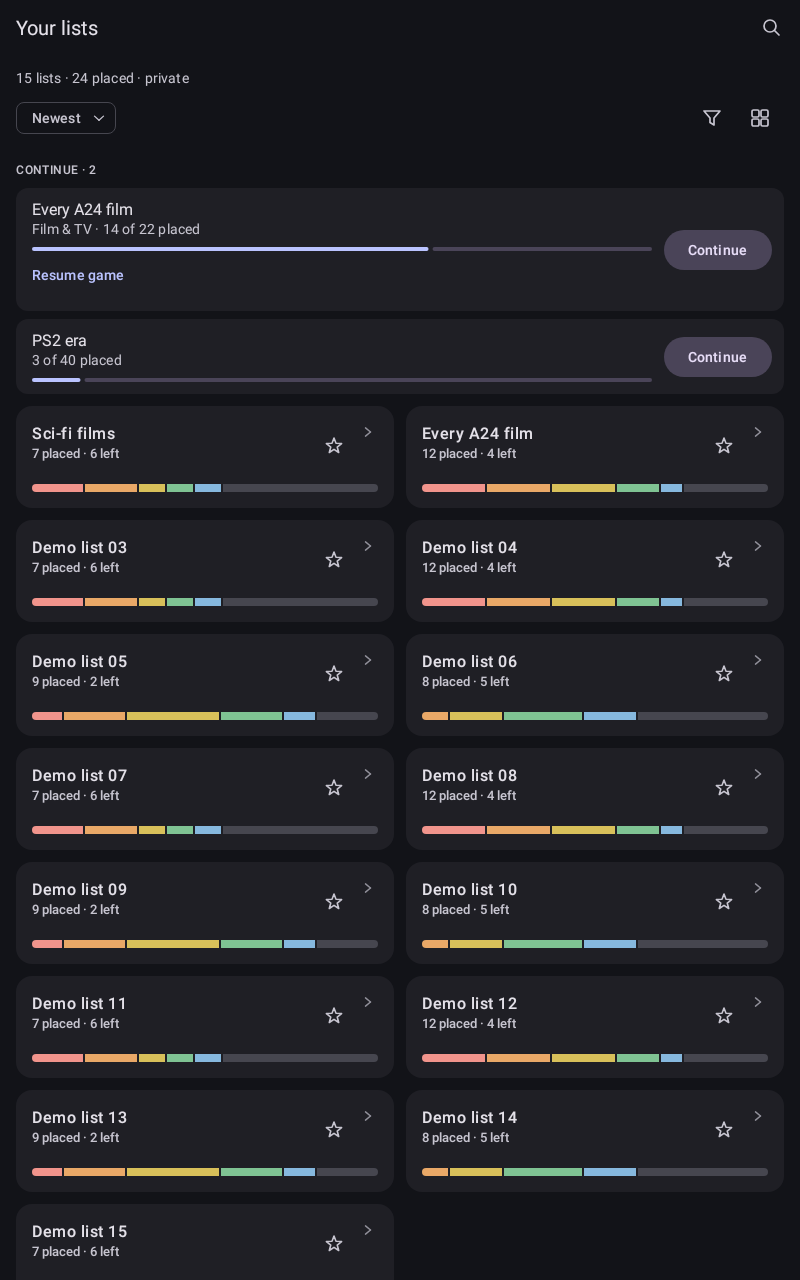 Your lists
15 lists · 24 placed · private
Newest
CONTINUE · 2
Every A24 film
Film & TV · 14 of 22 placed
Continue
Resume game
PS2 era
3 of 40 placed
Continue
Sci-fi films
7 placed · 6 left
Every A24 film
12 placed · 4 left
Demo list 03
7 placed · 6 left
Demo list 04
12 placed · 4 left
Demo list 05
9 placed · 2 left
Demo list 06
8 placed · 5 left
Demo list 07
7 placed · 6 left
Demo list 08
12 placed · 4 left
Demo list 09
9 placed · 2 left
Demo list 10
8 placed · 5 left
Demo list 11
7 placed · 6 left
Demo list 12
12 placed · 4 left
Demo list 13
9 placed · 2 left
Demo list 14
8 placed · 5 left
Demo list 15
7 placed · 6 left